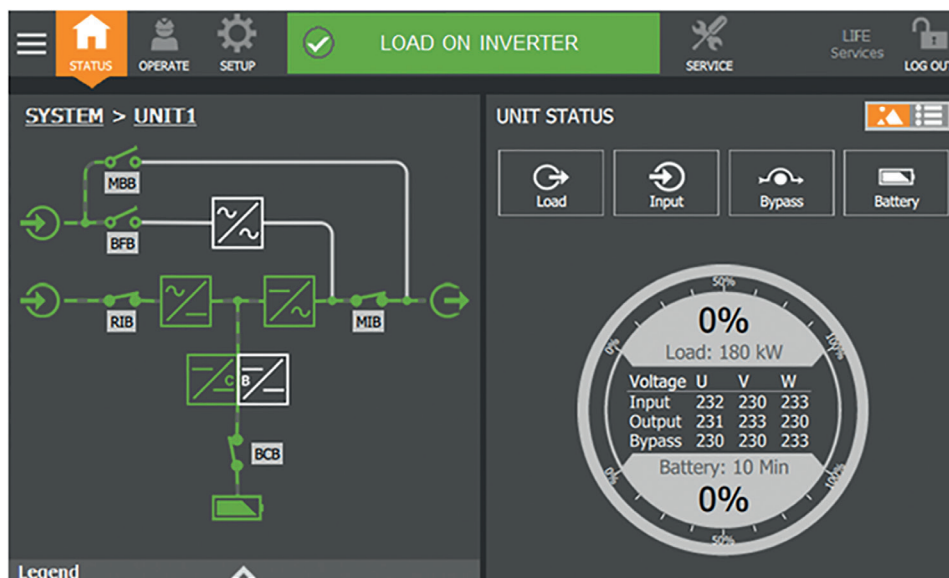 LOAD ON INVERTER
STATUS
OPERATE
SETUP
SERVICE
LIFE
Services
LOG OUT
SYSTEM > UNIT1
MBB
BFB
RIB
MIB
C B
BCB
Legend
UNIT STATUS
Load
Input
Bypass
Battery
50%
0%
100%
0%
Load: 180 kW
Voltage U V W
Input 232 230 233
Output 231 233 230
Bypass 230 230 233
Battery: 10 Min
0%
0%
100%
50%